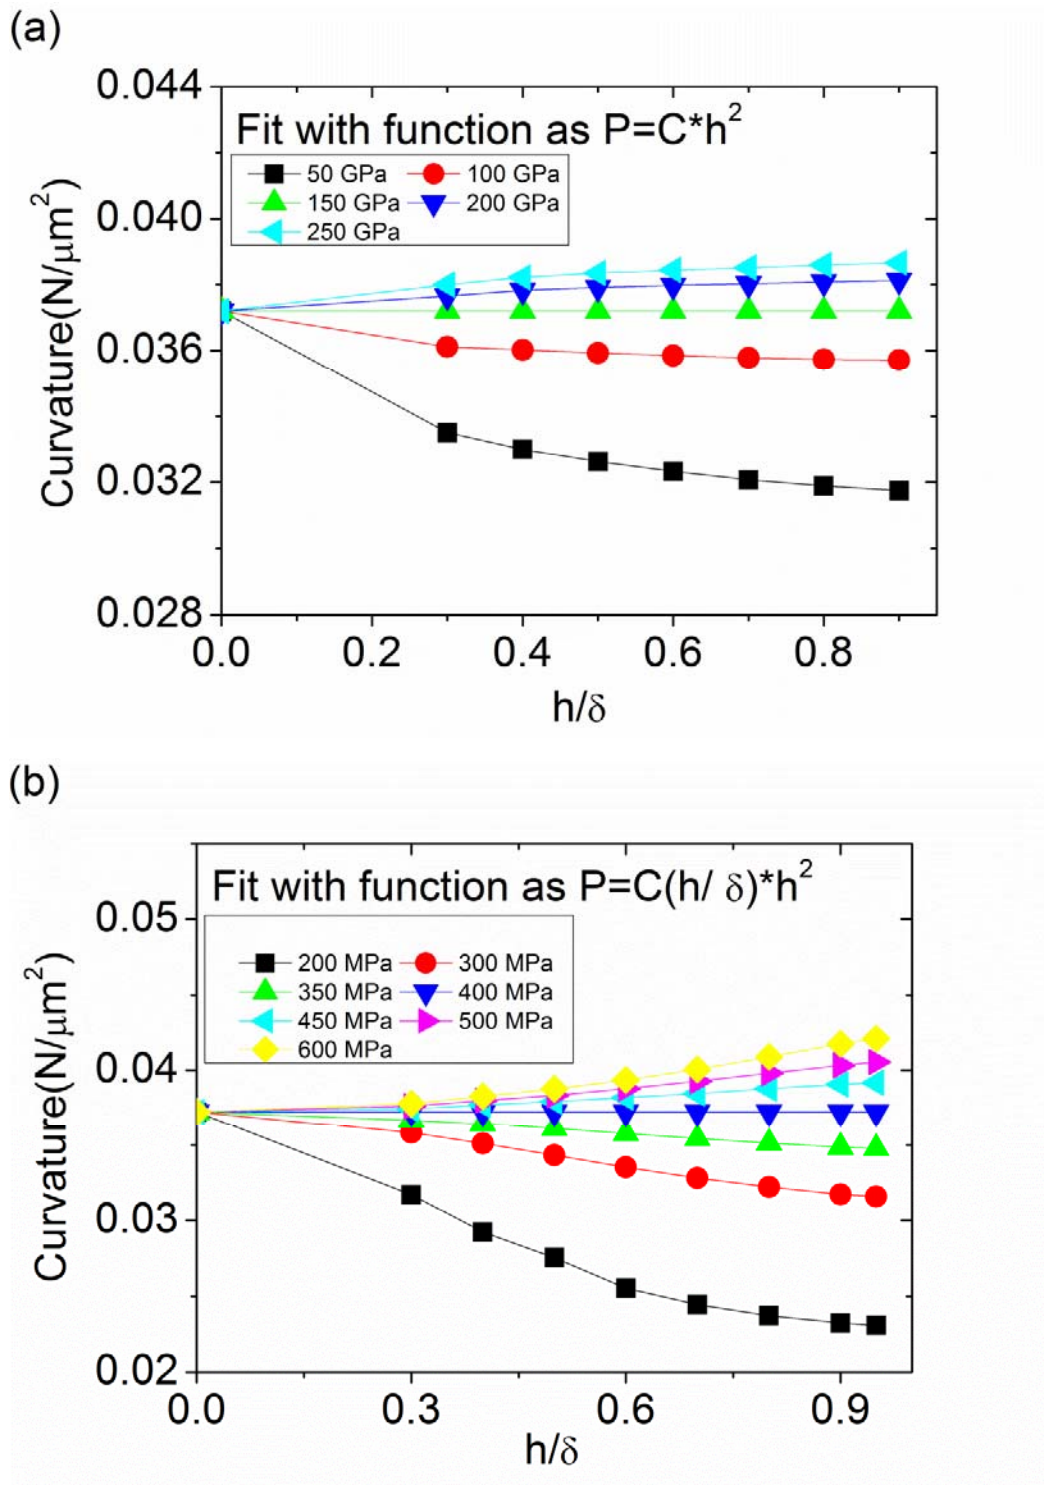 (a)
0.044
Fit with function as P=C*h²
50 GPa 100 GPa
150 GPa 200 GPa
250 GPa
0.040
0.036
0.032
0.028
Curvature(N/μm²)
0.0 0.2 0.4 0.6 0.8
h/δ
(b)
Fit with function as P=C(h/ δ)*h²
0.05
200 MPa 300 MPa
350 MPa 400 MPa
450 MPa 500 MPa
600 MPa
0.04
0.03
0.02
Curvature(N/μm²)
0.0 0.3 0.6 0.9
h/δ